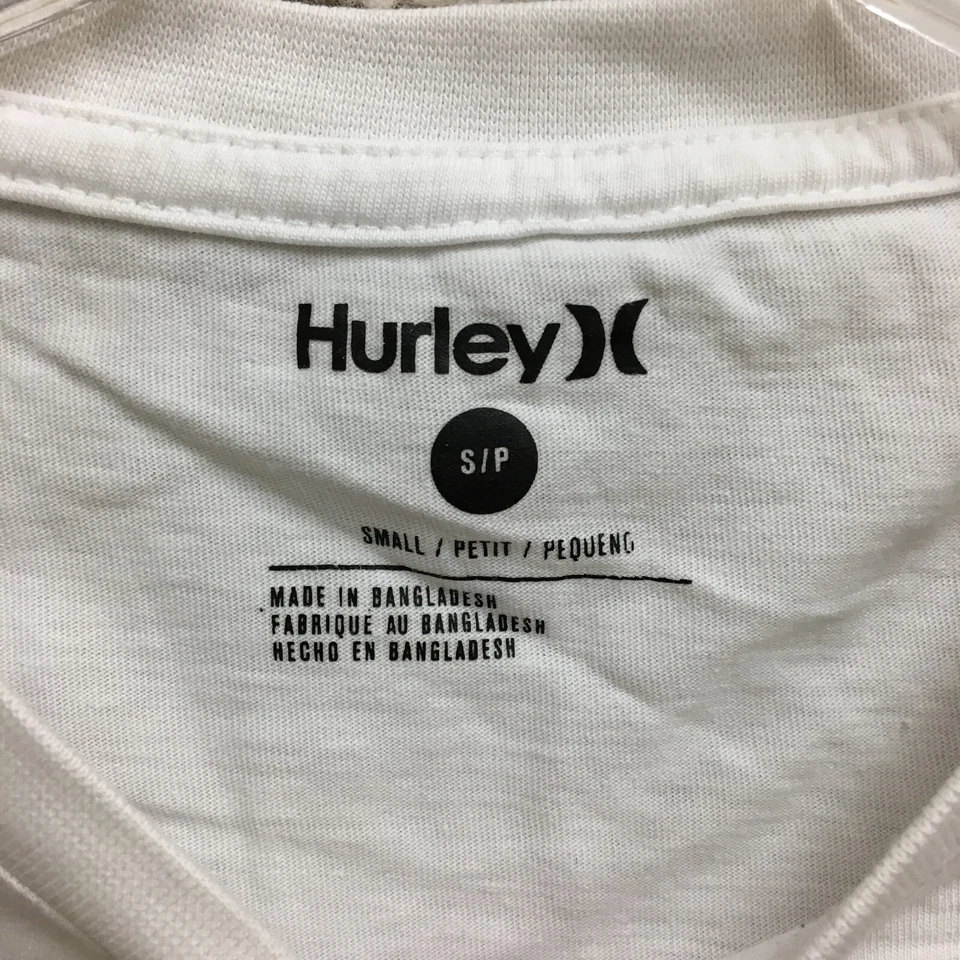 Hurley
S/P
SMALL / PETIT / PEQUENO
MADE IN BANGLADESH
FABRIQUE AU BANGLADESH
HECHO EN BANGLADESH